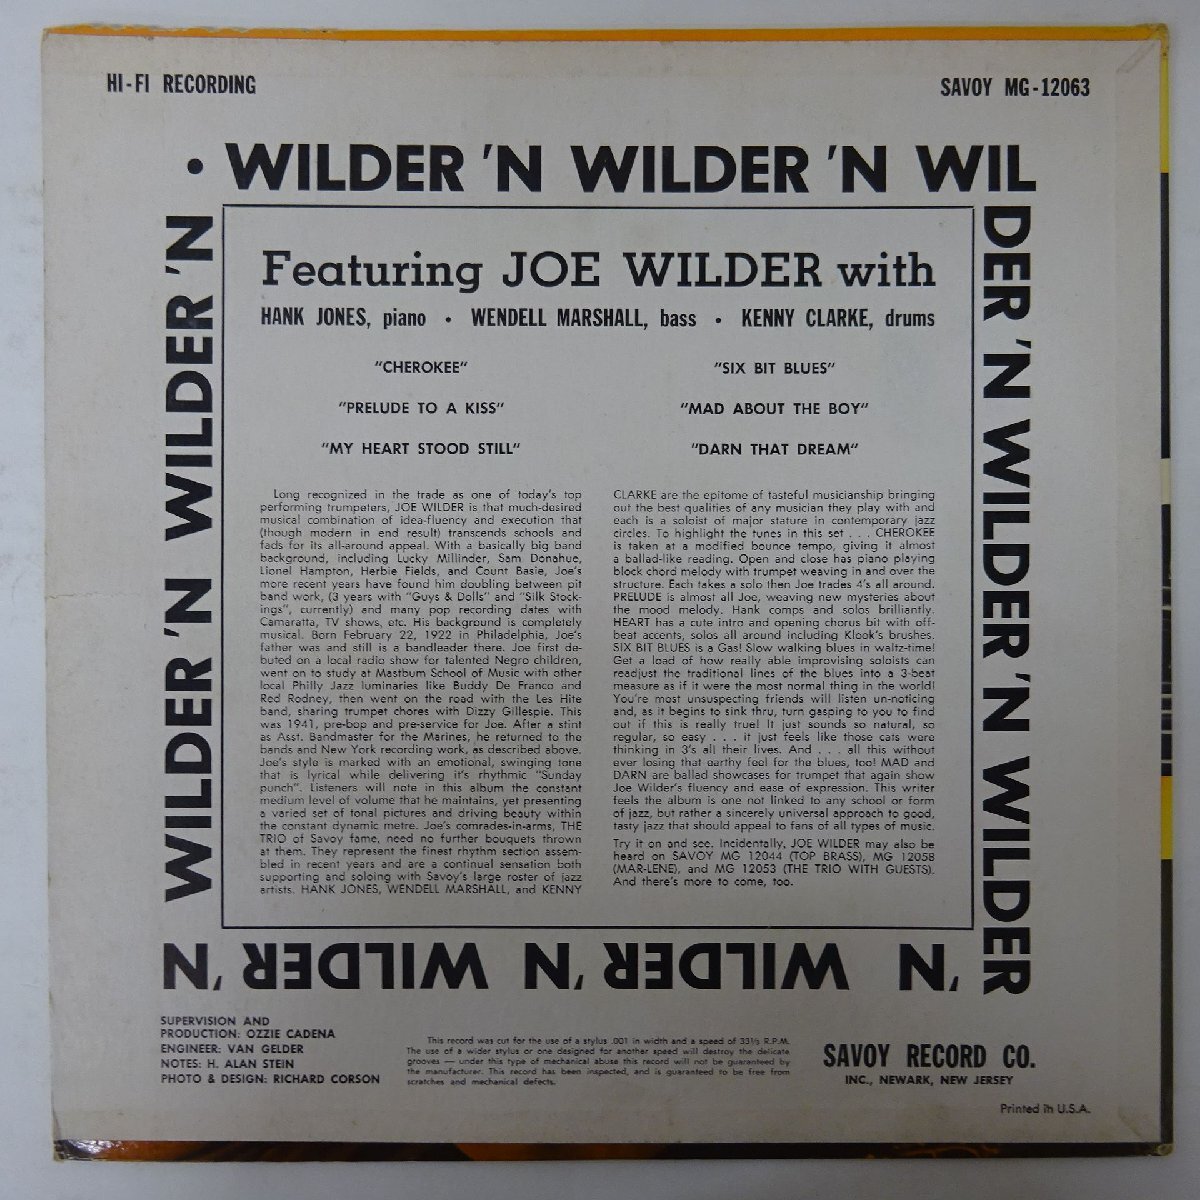 HI-FI RECORDING
SAVOY MG-12063
• WILDER 'N WILDER 'N WIL
DER 'N WILDER 'N WILDER
'N WILDER 'N WILDER 'N
WILDER 'N WILDER 'N
Featuring JOE WILDER with
HANK JONES, piano • WENDELL MARSHALL, bass • KENNY CLARKE, drums
"CHEROKEE"
"PRELUDE TO A KISS"
"MY HEART STOOD STILL"
"SIX BIT BLUES"
"MAD ABOUT THE BOY"
"DARN THAT DREAM"
Long recognized in the trade as one of today's top
performing trumpeters, JOE WILDER is that much-desired
musical combination of idea-fluency and execution that
(though modern in end result) transcends schools and
fads for its all-around appeal. With a basically big band
background, including Lucky Millinder, Sam Donahue,
Lionel Hampton, Herbie Fields, and Count Basie, Joe's
more recent years have found him doubling between pit
band work, (3 years with "Guys & Dolls" and "Silk Stock-
ings", currently) and many pop recording dates with
Camaratta, TV shows, etc. His background is completely
musical. Born February 22, 1922 in Philadelphia, Joe's
father was and still is a bandleader there. Joe first de-
buted on a local radio show for talented Negro children,
went on to study at Mastbum School of Music with other
local Philly Jazz luminaries like Buddy De Franco and
Red Rodney, then went on the road with the Les Hite
band, sharing trumpet chores with Dizzy Gillespie. This
was 1941, pre-bop and pre-service for Joe. After a stint
as Asst. Bandmaster for the Marines, he returned to the
bands and New York recording work, as described above.
Joe's style is marked with an emotional, swinging tone
that is lyrical while delivering it's rhythmic "Sunday
punch". Listeners will note in this album the constant
medium level of volume that he maintains, yet presenting
a varied set of tonal pictures and driving beauty within
the constant dynamic metre. Joe's comrades-in-arms, THE
TRIO of Savoy fame, need no further bouquets thrown
at them. They represent the finest rhythm section assem-
bled in recent years and are a continual sensation both
supporting and soloing with Savoy's large roster of jazz
artists. HANK JONES, WENDELL MARSHALL, and KENNY
CLARKE are the epitome of tasteful musicianship bringing
out the best qualities of any musician they play with and
each is a soloist of major stature in contemporary jazz
circles. To highlight the tunes in this set . . . CHEROKEE
is taken at a modified bounce tempo, giving it almost
a ballad-like reading. Open and close has piano playing
block chord melody with trumpet weaving in and over the
structure. Each takes a solo then Joe trades 4's all around.
PRELUDE is almost all Joe, weaving new mysteries about
the mood melody. Hank comps and solos brilliantly.
HEART has a cute intro and opening chorus bit with off-
beat accents, solos all around including Klook's brushes.
SIX BIT BLUES is a Gas! Slow walking blues in waltz-time!
Get a load of how really able improvising soloists can
readjust the traditional lines of the blues into a 3-beat
measure as if it were the most normal thing in the world!
You're most unsuspecting friends will listen un-noticing
and, as it begins to sink thru, turn gasping to you to find
out if this is really true! It just sounds so natural, so
regular, so easy . . . it just feels like those cats were
thinking in 3's all their lives. And . . . all this without
ever losing that earthy feel for the blues, too! MAD and
DARN are ballad showcases for trumpet that again show
Joe Wilder's fluency and ease of expression. This writer
feels the album is one not linked to any school or form
of jazz, but rather a sincerely universal approach to good,
tasty jazz that should appeal to fans of all types of music.
Try it on and see. Incidentally, JOE WILDER may also be
heard on SAVOY MG 12044 (TOP BRASS), MG 12058
(MAR-LENE), and MG 12053 (THE TRIO WITH GUESTS).
And there's more to come, too.
SUPERVISION AND
PRODUCTION: OZZIE CADENA
ENGINEER: VAN GELDER
NOTES: H. ALAN STEIN
PHOTO & DESIGN: RICHARD CORSON
This record was cut for the use of a stylus .001 in width and a speed of 33⅓ R.P.M.
The use of a wider stylus or one designed for another speed will destroy the delicate
grooves — under this type of mechanical abuse this record will not be guaranteed by
the manufacturer. This record has been inspected, and is guaranteed to be free from
scratches and mechanical defects.
SAVOY RECORD CO.
INC., NEWARK, NEW JERSEY
Printed in U.S.A.